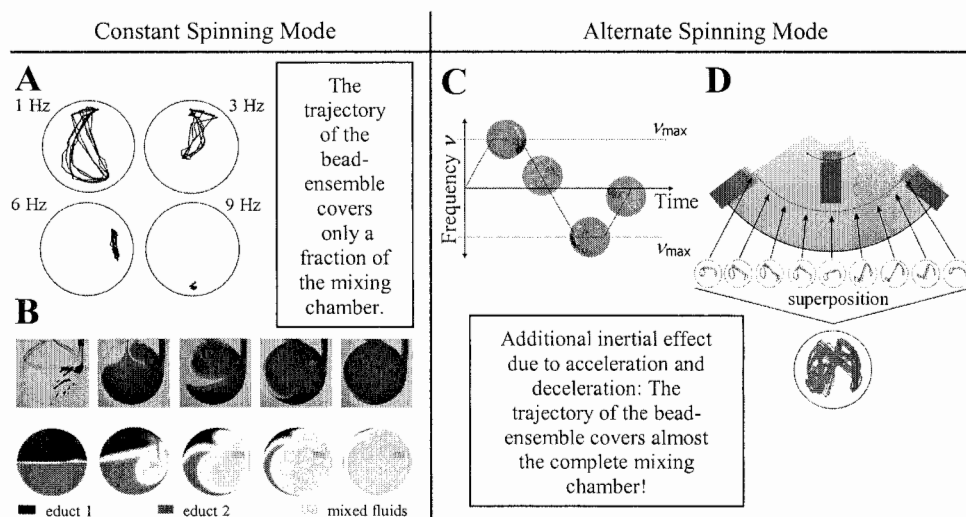 Constant Spinning Mode
Alternate Spinning Mode
A
1 Hz
3 Hz
6 Hz
9 Hz
The
trajectory
of the
bead-
ensemble
covers
only a
fraction of
the mixing
chamber.
B
educt 1
educt 2
mixed fluids
C
Frequency ν
νmax
Time
νmax
D
superposition
Additional inertial effect
due to acceleration and
deceleration: The
trajectory of the bead-
ensemble covers almost
the complete mixing
chamber!